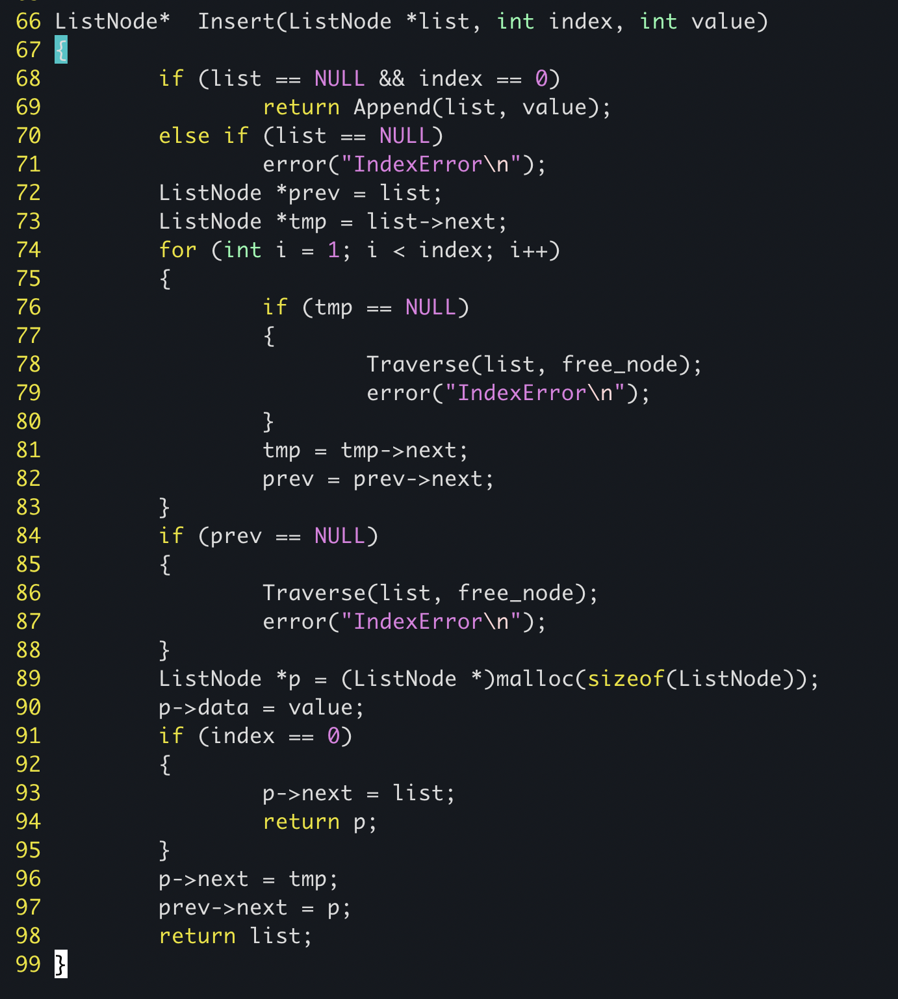 66 ListNode*  Insert(ListNode *list, int index, int value)
67 {
68         if (list == NULL && index == 0)
69                 return Append(list, value);
70         else if (list == NULL)
71                 error("IndexError\n");
72         ListNode *prev = list;
73         ListNode *tmp = list->next;
74         for (int i = 1; i < index; i++)
75         {
76                 if (tmp == NULL)
77                 {
78                         Traverse(list, free_node);
79                         error("IndexError\n");
80                 }
81                 tmp = tmp->next;
82                 prev = prev->next;
83         }
84         if (prev == NULL)
85         {
86                 Traverse(list, free_node);
87                 error("IndexError\n");
88         }
89         ListNode *p = (ListNode *)malloc(sizeof(ListNode));
90         p->data = value;
91         if (index == 0)
92         {
93                 p->next = list;
94                 return p;
95         }
96         p->next = tmp;
97         prev->next = p;
98         return list;
99 }